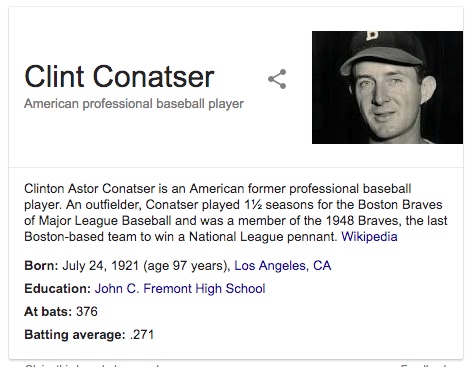 Clint Conatser
American professional baseball player
B
Clinton Astor Conatser is an American former professional baseball
player. An outfielder, Conatser played 1½ seasons for the Boston Braves
of Major League Baseball and was a member of the 1948 Braves, the last
Boston-based team to win a National League pennant. Wikipedia
Born: July 24, 1921 (age 97 years), Los Angeles, CA
Education: John C. Fremont High School
At bats: 376
Batting average: .271